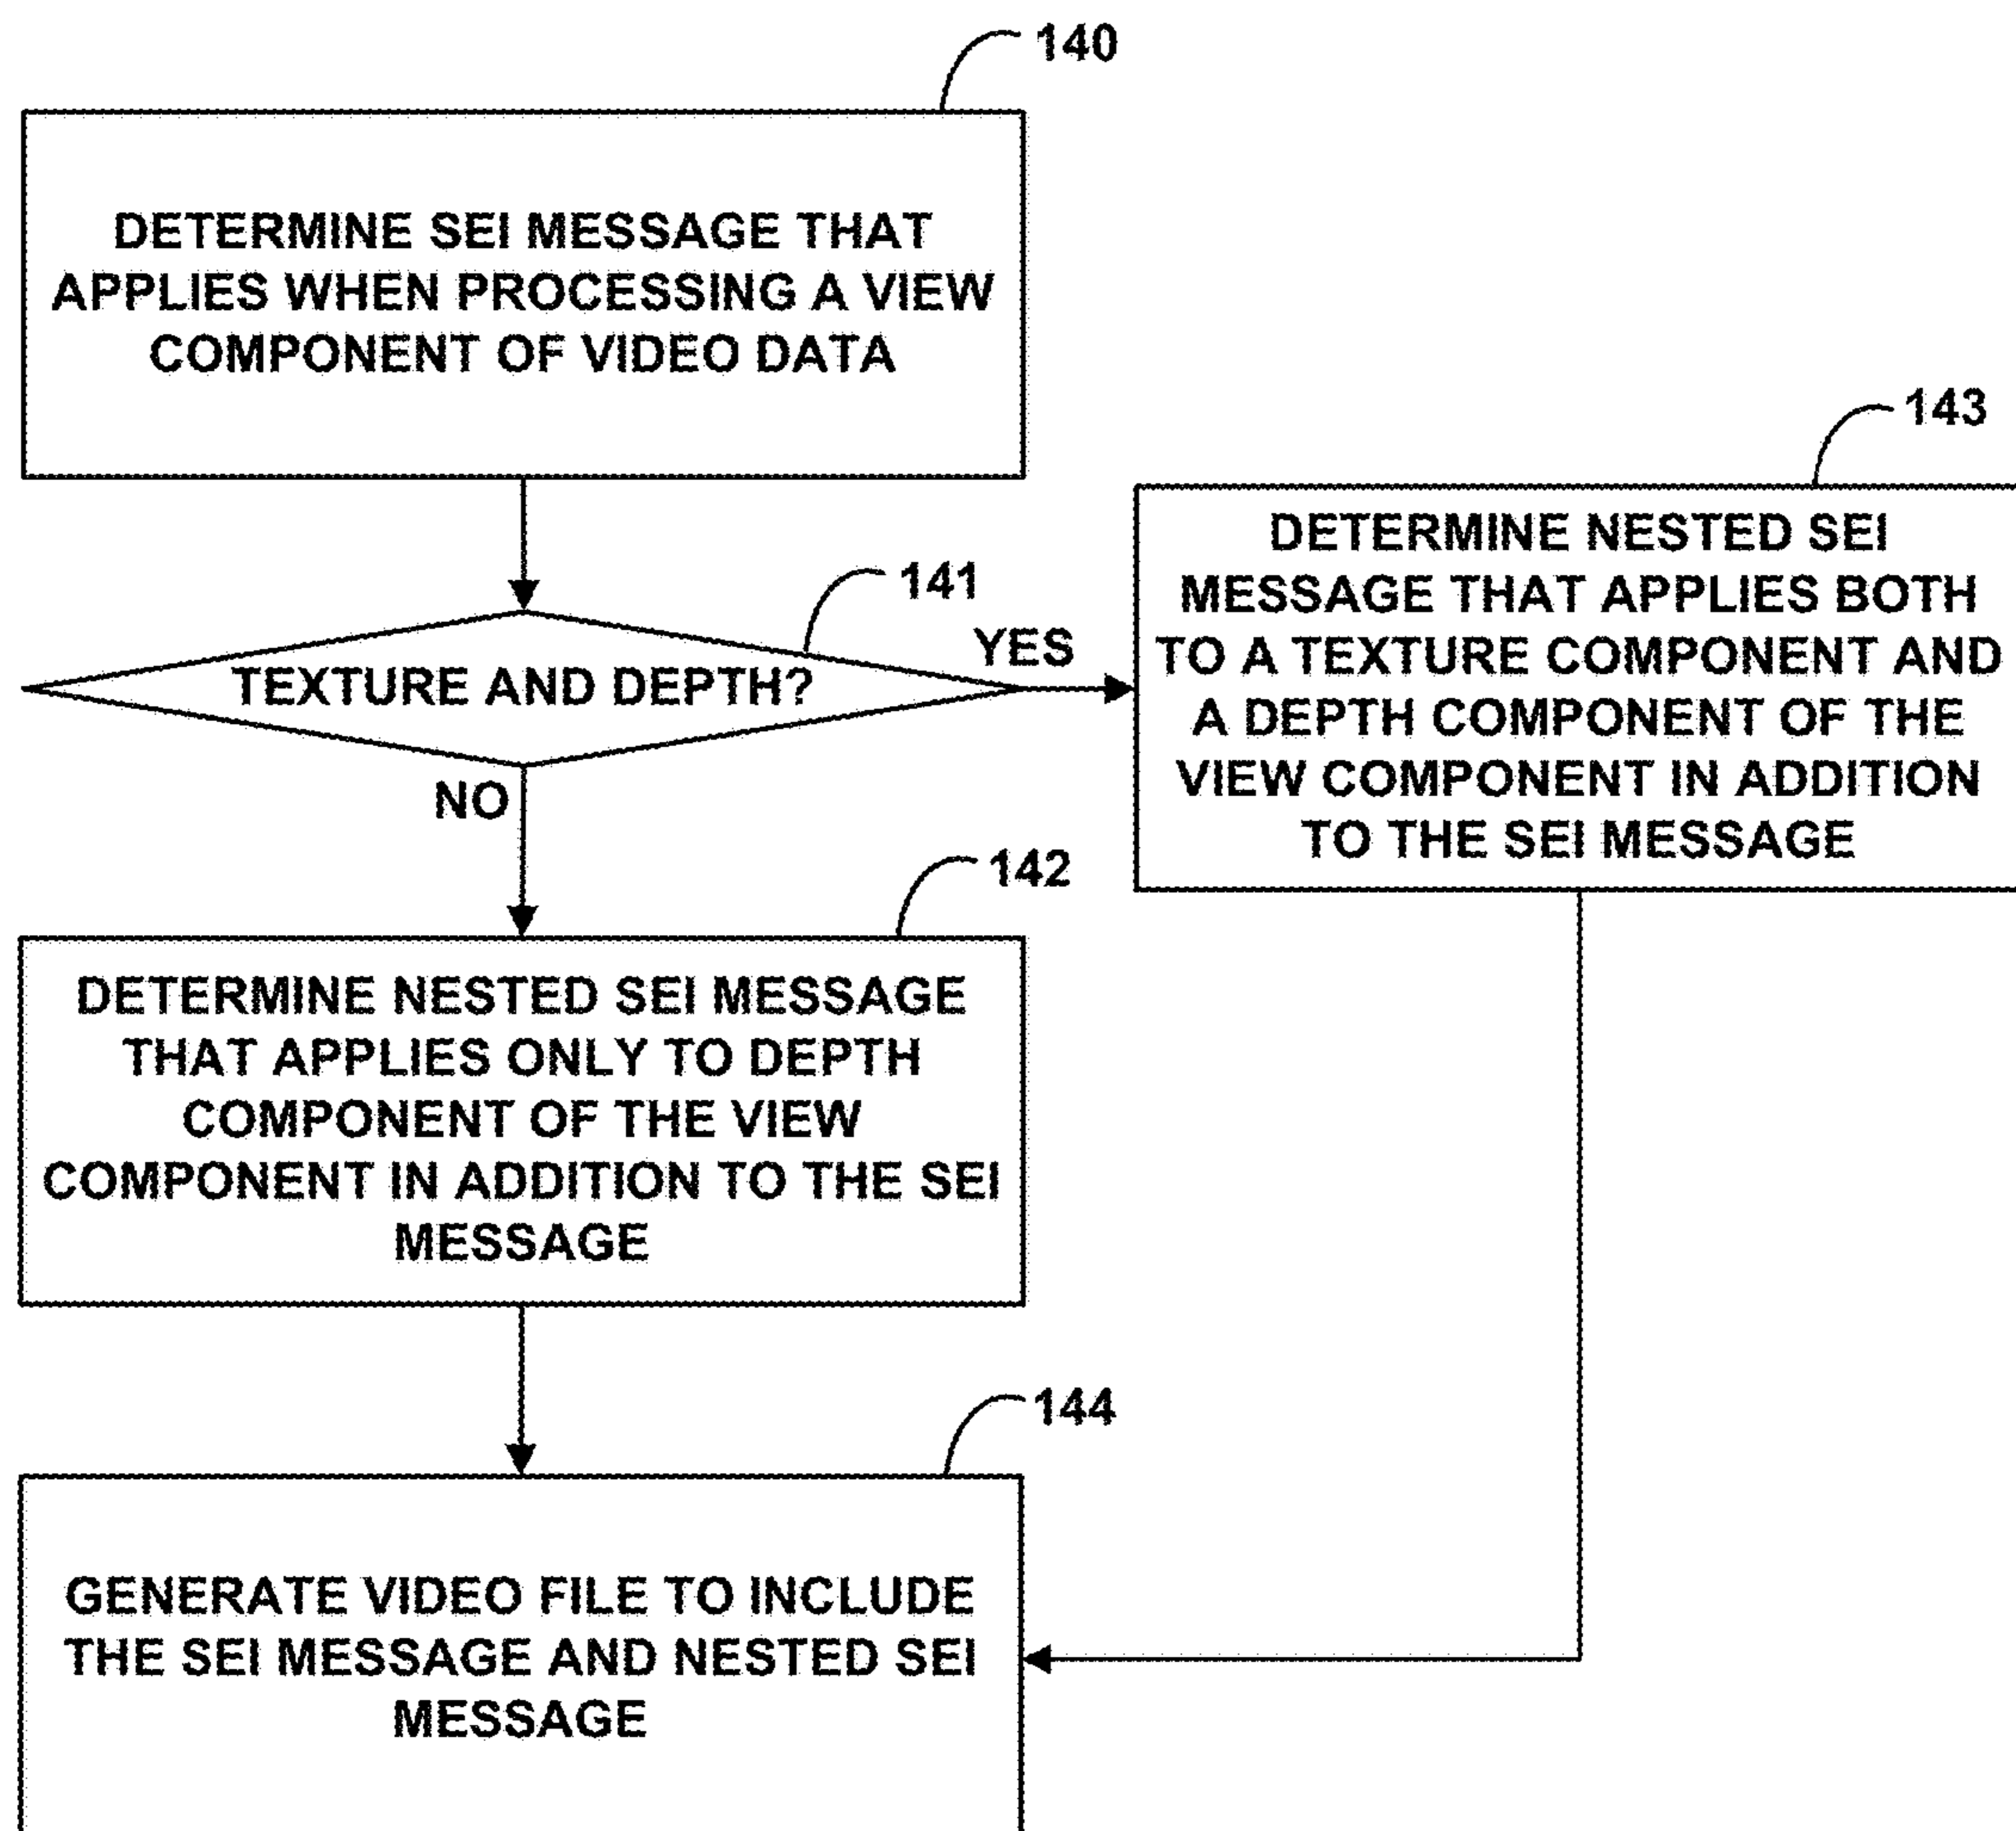 140
DETERMINE SEI MESSAGE THAT
APPLIES WHEN PROCESSING A VIEW
COMPONENT OF VIDEO DATA
141
TEXTURE AND DEPTH?
YES
NO
143
DETERMINE NESTED SEI
MESSAGE THAT APPLIES BOTH
TO A TEXTURE COMPONENT AND
A DEPTH COMPONENT OF THE
VIEW COMPONENT IN ADDITION
TO THE SEI MESSAGE
142
DETERMINE NESTED SEI MESSAGE
THAT APPLIES ONLY TO DEPTH
COMPONENT OF THE VIEW
COMPONENT IN ADDITION TO THE SEI
MESSAGE
144
GENERATE VIDEO FILE TO INCLUDE
THE SEI MESSAGE AND NESTED SEI
MESSAGE